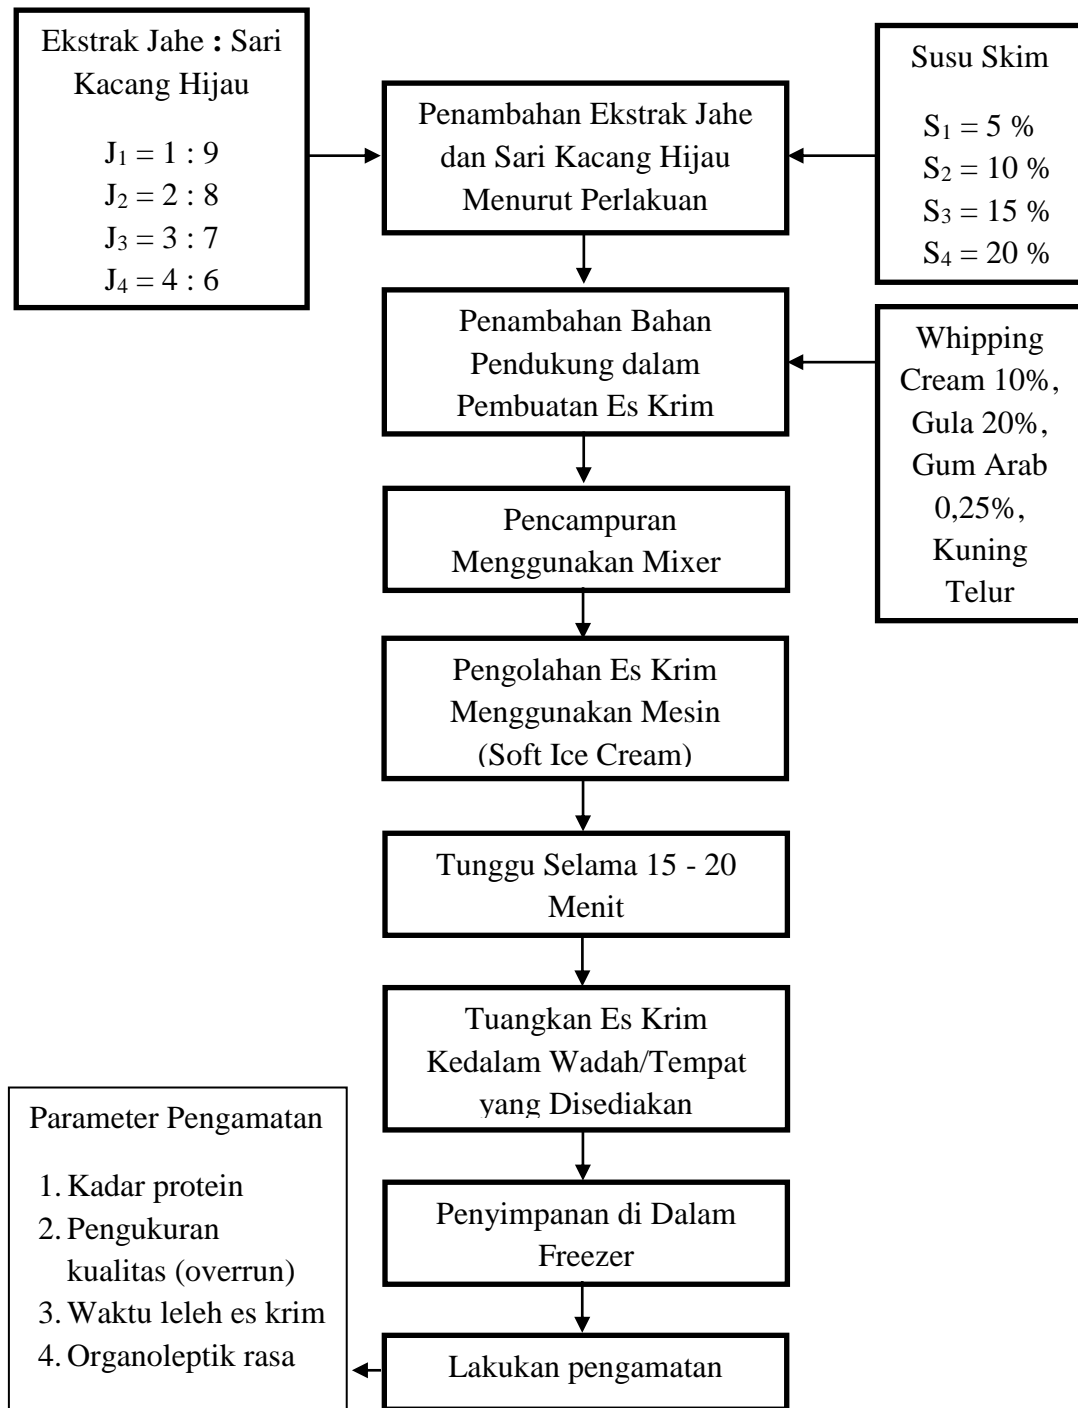 Ekstrak Jahe : Sari
Kacang Hijau
J₁ = 1 : 9
J₂ = 2 : 8
J₃ = 3 : 7
J₄ = 4 : 6
Penambahan Ekstrak Jahe
dan Sari Kacang Hijau
Menurut Perlakuan
Susu Skim
S₁ = 5 %
S₂ = 10 %
S₃ = 15 %
S₄ = 20 %
Penambahan Bahan
Pendukung dalam
Pembuatan Es Krim
Whipping
Cream 10%,
Gula 20%,
Gum Arab
0,25%,
Kuning
Telur
Pencampuran
Menggunakan Mixer
Pengolahan Es Krim
Menggunakan Mesin
(Soft Ice Cream)
Tunggu Selama 15 - 20
Menit
Tuangkan Es Krim
Kedalam Wadah/Tempat
yang Disediakan
Penyimpanan di Dalam
Freezer
Lakukan pengamatan
Parameter Pengamatan
1. Kadar protein
2. Pengukuran
kualitas (overrun)
3. Waktu leleh es krim
4. Organoleptik rasa